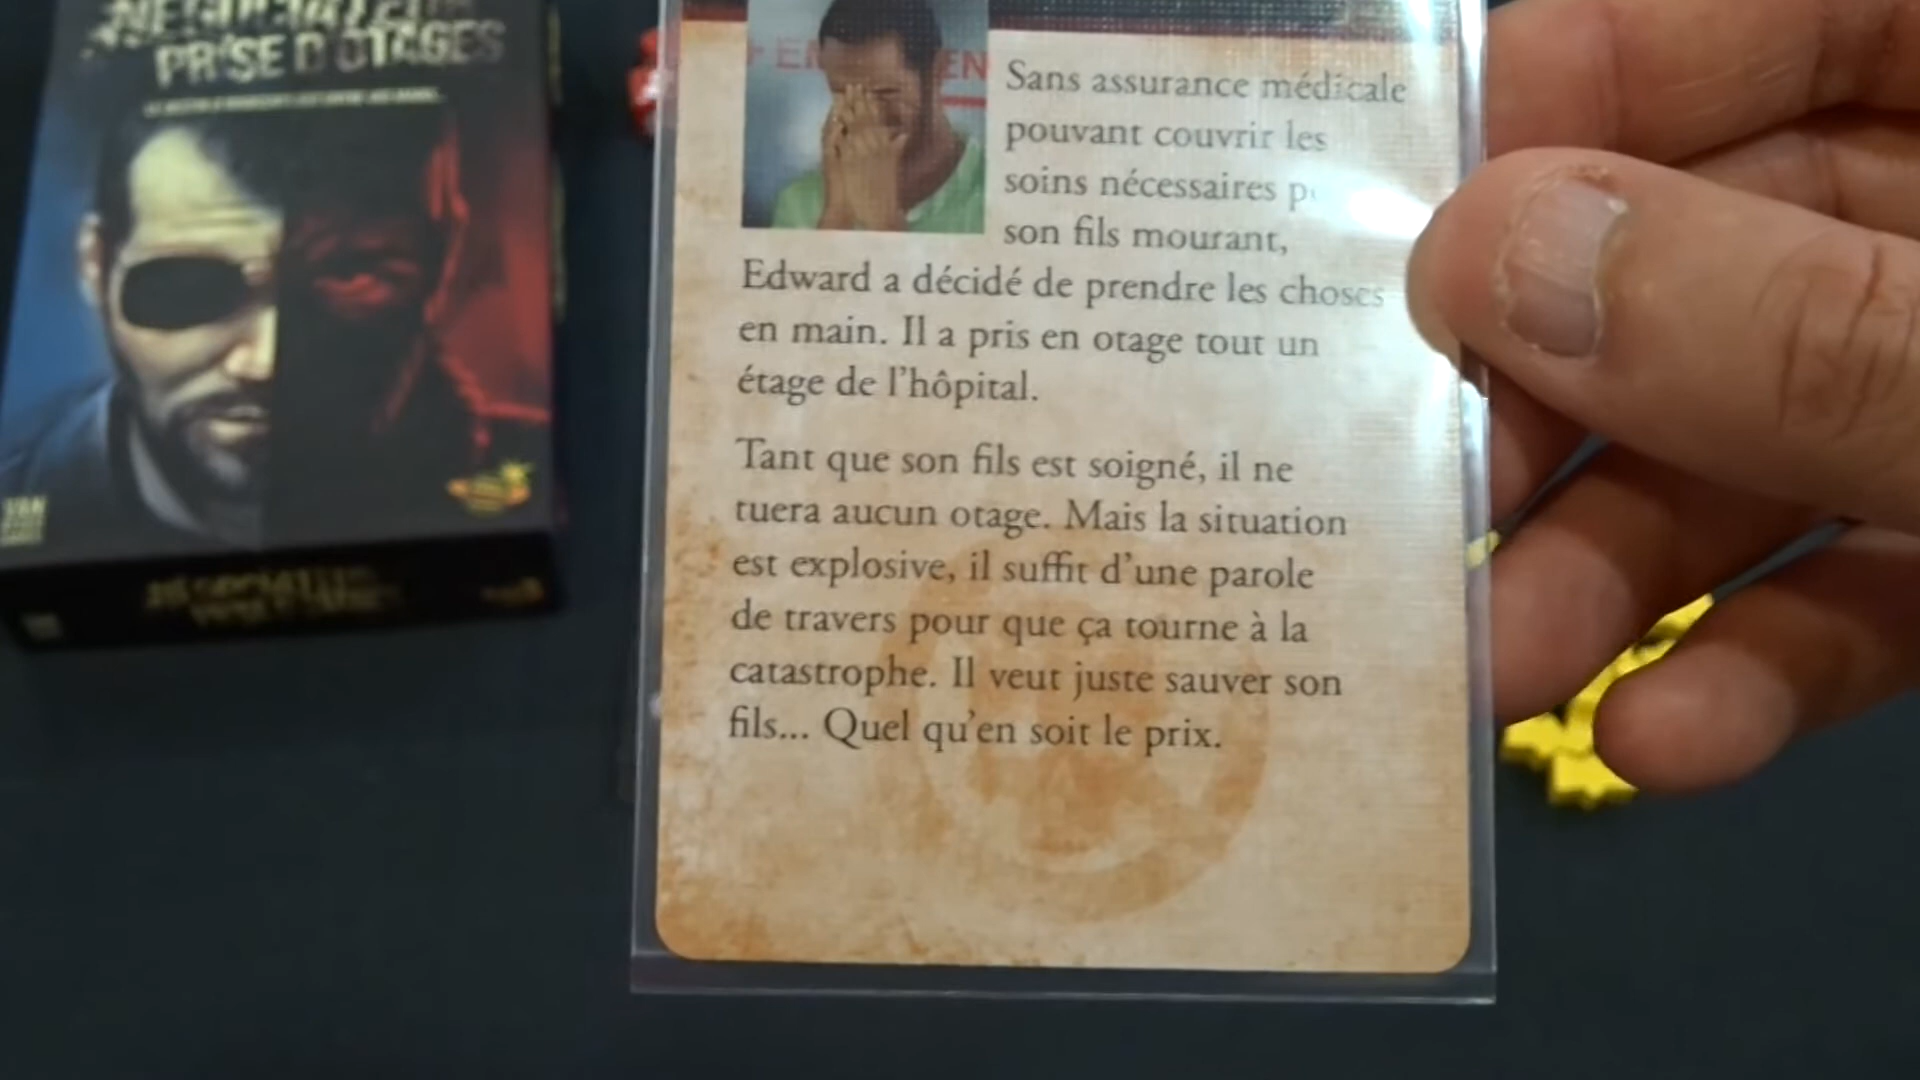 NÉGOCIATEUR
PRISE D'OTAGES
Sans assurance médicale
pouvant couvrir les
soins nécessaires
son fils mourant,
Edward a décidé de prendre les choses
en main. Il a pris en otage tout un
étage de l'hôpital.
Tant que son fils est soigné, il ne
tuera aucun otage. Mais la situation
est explosive, il suffit d'une parole
de travers pour que ça tourne à la
catastrophe. Il veut juste sauver son
fils... Quel qu'en soit le prix.